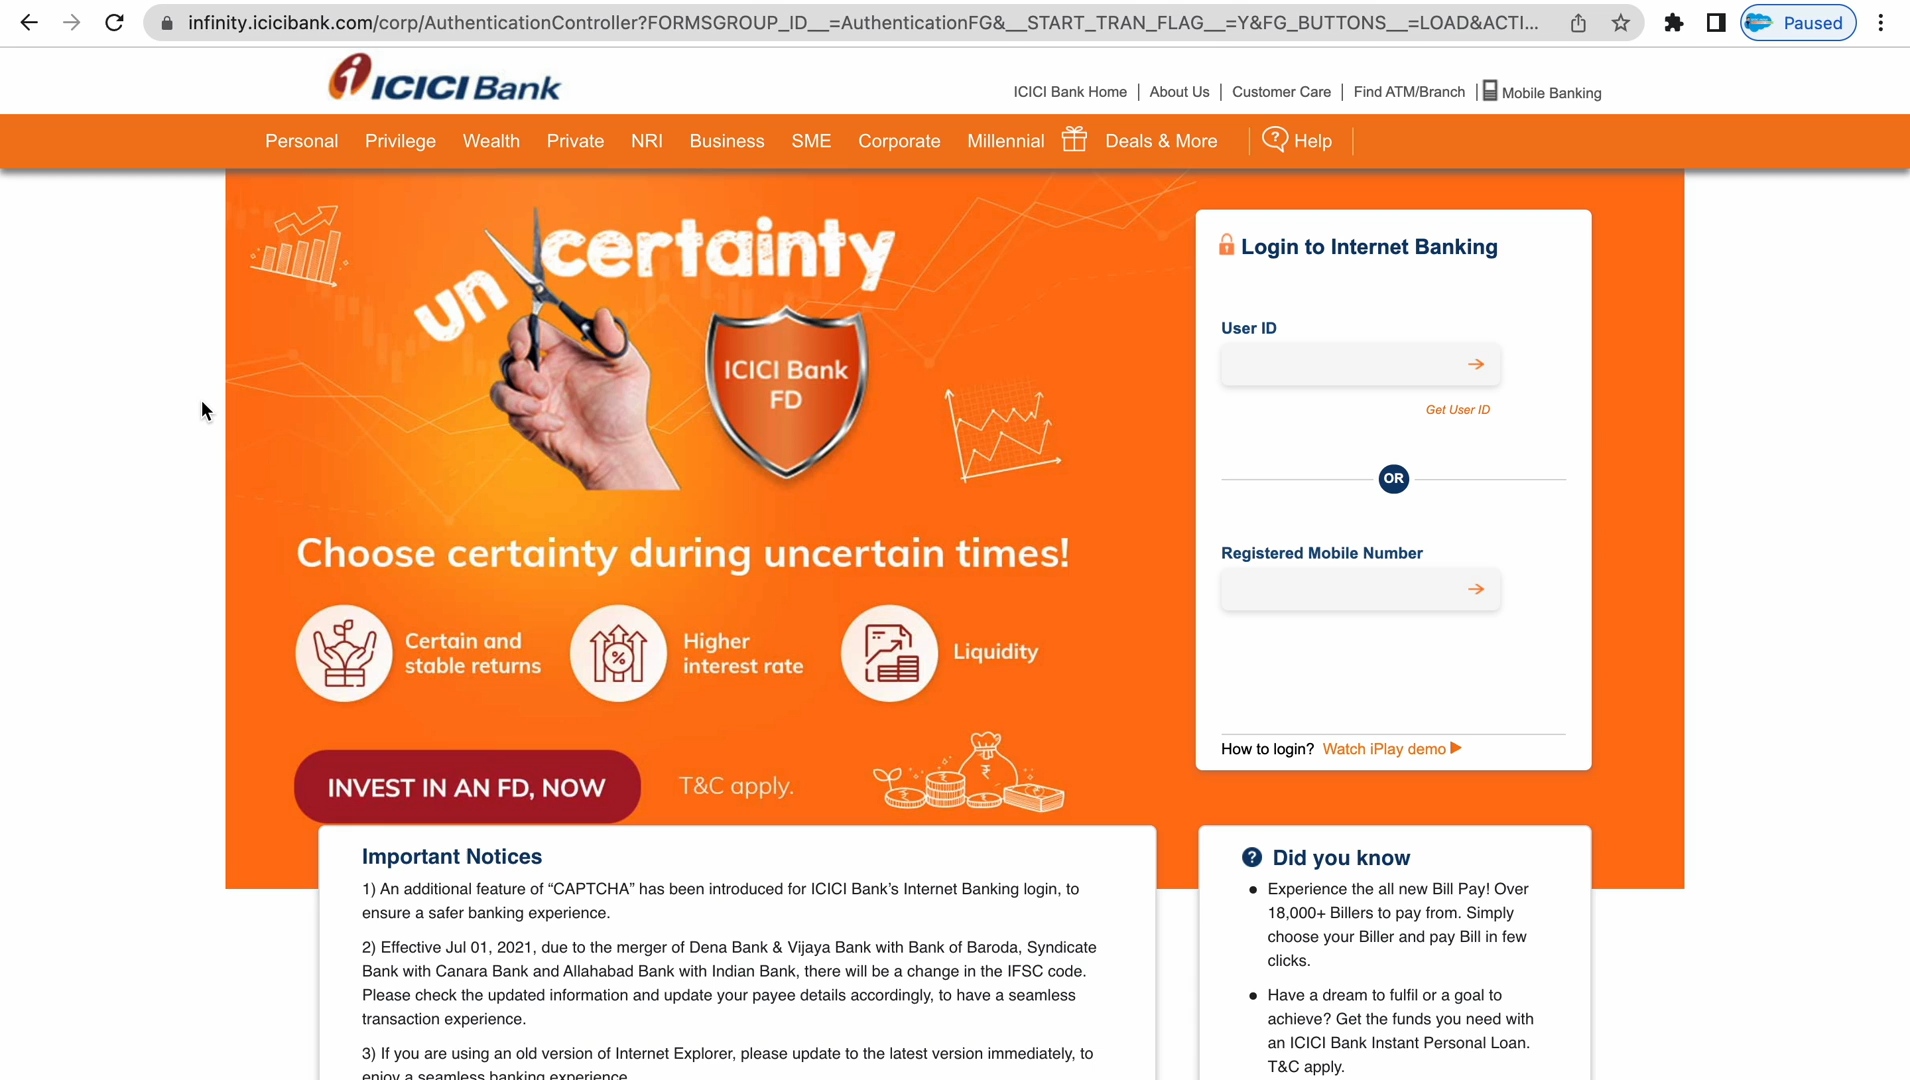 infinity.icicibank.com/corp/AuthenticationController?FORMSGROUP_ID__=AuthenticationFG&__START_TRAN_FLAG__=Y&FG_BUTTONS__=LOAD&ACTI...
Paused
ICICI Bank
ICICI Bank Home | About Us | Customer Care | Find ATM/Branch | Mobile Banking
Personal Privilege Wealth Private NRI Business SME Corporate Millennial Deals & More Help
uncertainty
ICICI Bank
FD
Choose certainty during uncertain times!
Certain and
stable returns
Higher
interest rate
Liquidity
INVEST IN AN FD, NOW
T&C apply.
Login to Internet Banking
User ID
Get User ID
OR
Registered Mobile Number
How to login? Watch iPlay demo
Important Notices
1) An additional feature of “CAPTCHA” has been introduced for ICICI Bank’s Internet Banking login, to
ensure a safer banking experience.
2) Effective Jul 01, 2021, due to the merger of Dena Bank & Vijaya Bank with Bank of Baroda, Syndicate
Bank with Canara Bank and Allahabad Bank with Indian Bank, there will be a change in the IFSC code.
Please check the updated information and update your payee details accordingly, to have a seamless
transaction experience.
3) If you are using an old version of Internet Explorer, please update to the latest version immediately, to
enjoy a seamless banking experience
Did you know
● Experience the all new Bill Pay! Over
18,000+ Billers to pay from. Simply
choose your Biller and pay Bill in few
clicks.
● Have a dream to fulfil or a goal to
achieve? Get the funds you need with
an ICICI Bank Instant Personal Loan.
T&C apply.